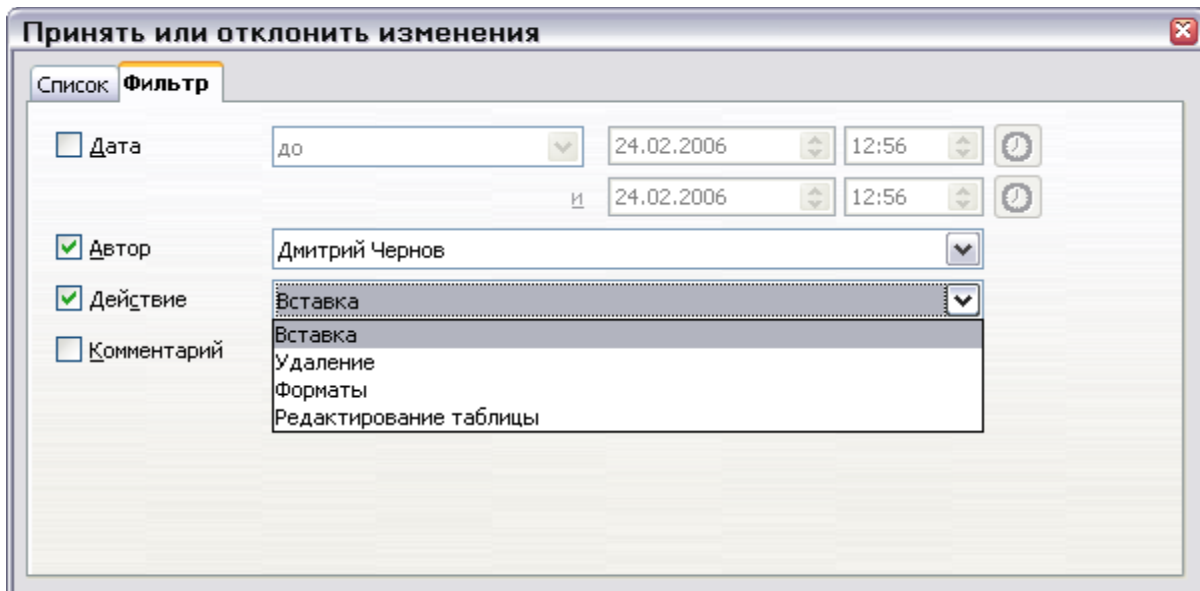 Принять или отклонить изменения
Список Фильтр
Дата до 24.02.2006 12:56
и 24.02.2006 12:56
Автор Дмитрий Чернов
Действие Вставка
Вставка
Комментарий
Удаление
Форматы
Редактирование таблицы